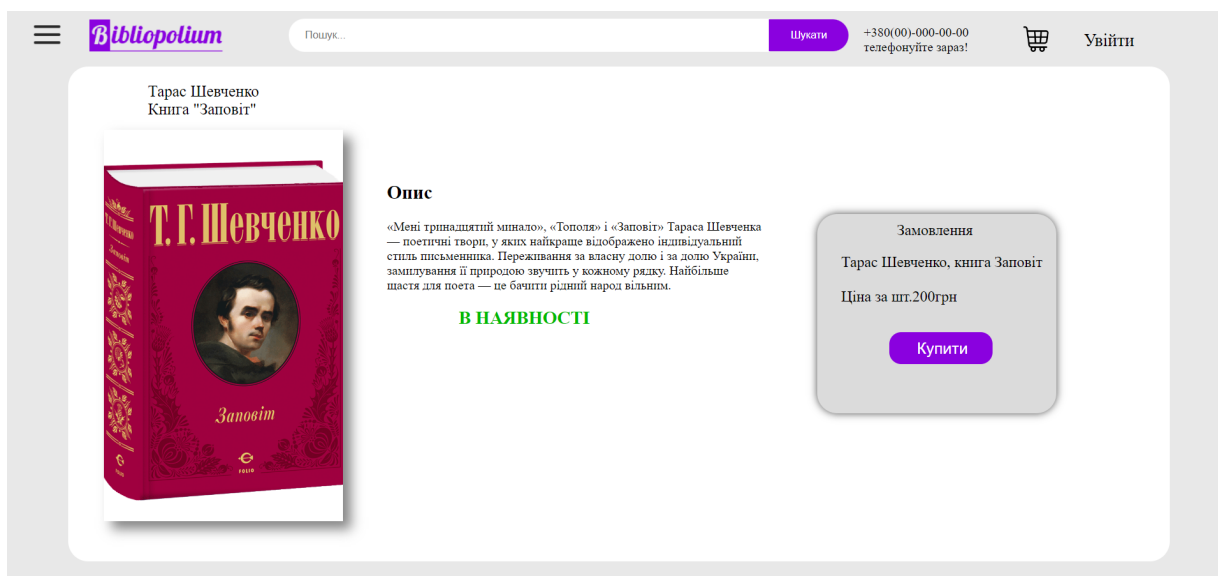 Bibliopolium
Пошук...
Шукати
+380(00)-000-00-00
телефонуйте зараз!
Увійти
Тарас Шевченко
Книга "Заповіт"
Т. Г. Шевченко
Заповіт
FOLIO
Т. Г. Шевченко
Заповіт
Опис
«Мені тринадцятий минало», «Тополя» і «Заповіт» Тараса Шевченка
— поетичні твори, у яких найкраще відображено індивідуальний
стиль письменника. Переживання за власну долю і за долю України,
замилування її природою звучить у кожному рядку. Найбільше
щастя для поета — це бачити рідний народ вільним.
В НАЯВНОСТІ
Замовлення
Тарас Шевченко, книга Заповіт
Ціна за шт.200грн
Купити